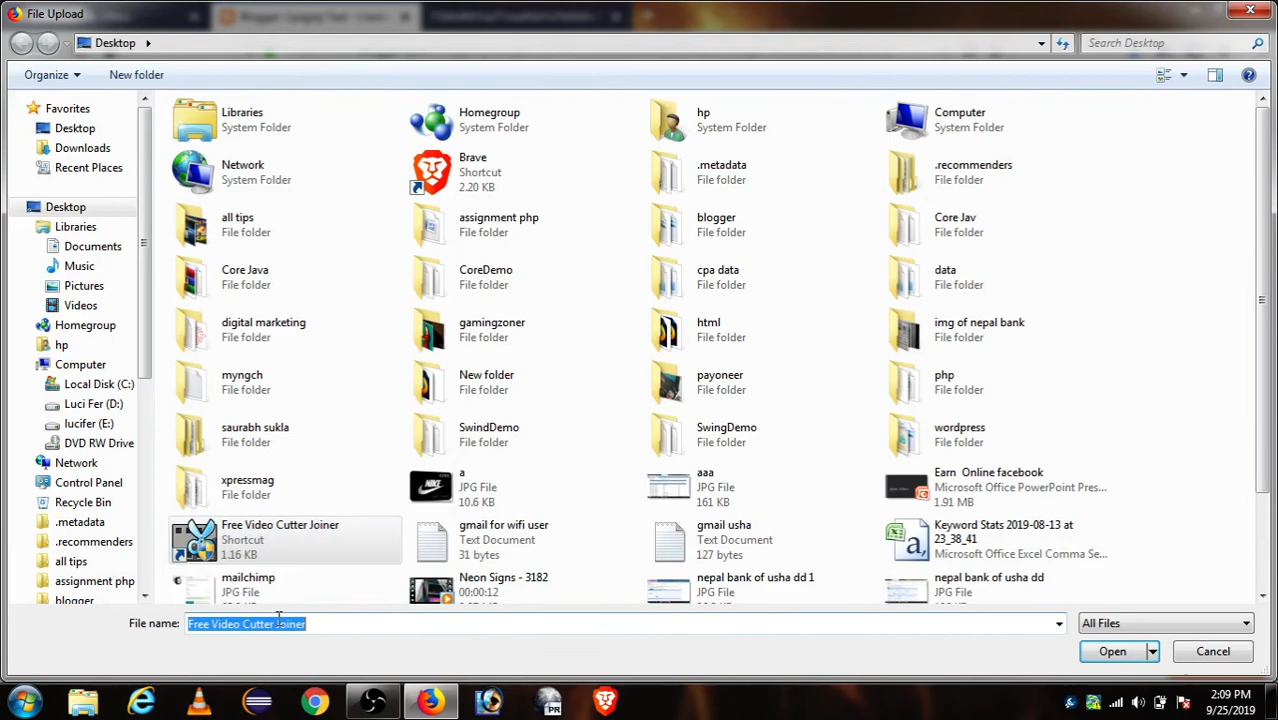 File Upload
Desktop
Search Desktop
Organize
New folder
Favorites
Desktop
Downloads
Recent Places
Desktop
Libraries
Documents
Music
Pictures
Videos
Homegroup
hp
Computer
Local Disk (C:)
Luci Fer (D:)
lucifer (E:)
DVD RW Drive
Network
Control Panel
Recycle Bin
.metadata
.recommenders
all tips
assignment php
blogger
Libraries
System Folder
Homegroup
System Folder
hp
System Folder
Computer
System Folder
Network
System Folder
Brave
Shortcut
2.20 KB
.metadata
File folder
.recommenders
File folder
all tips
File folder
assignment php
File folder
blogger
File folder
Core Jav
File folder
Core Java
File folder
CoreDemo
File folder
cpa data
File folder
data
File folder
digital marketing
File folder
gamingzoner
File folder
html
File folder
img of nepal bank
File folder
myngch
File folder
New folder
File folder
payoneer
File folder
php
File folder
saurabh sukla
File folder
SwindDemo
File folder
SwingDemo
File folder
wordpress
File folder
xpressmag
File folder
a
JPG File
10.6 KB
aaa
JPG File
161 KB
Earn Online facebook
Microsoft Office PowerPoint Pres...
1.91 MB
Free Video Cutter Joiner
Shortcut
1.16 KB
gmail for wifi user
Text Document
31 bytes
gmail usha
Text Document
127 bytes
Keyword Stats 2019-08-13 at
23_38_41
Microsoft Office Excel Comma Se...
mailchimp
JPG File
Neon Signs - 3182
00:00:12
nepal bank of usha dd 1
JPG File
nepal bank of usha dd
JPG File
File name:
Free Video Cutter Joiner
All Files
Open
Cancel
PR
2:09 PM
9/25/2019